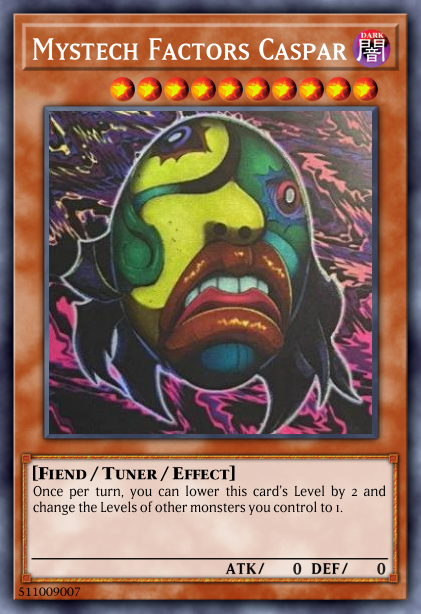 Mystech Factors Caspar
DARK
闇
[Fiend / Tuner / Effect]
Once per turn, you can lower this card's Level by 2 and
change the Levels of other monsters you control to 1.
ATK/ 0 DEF/ 0
511009007